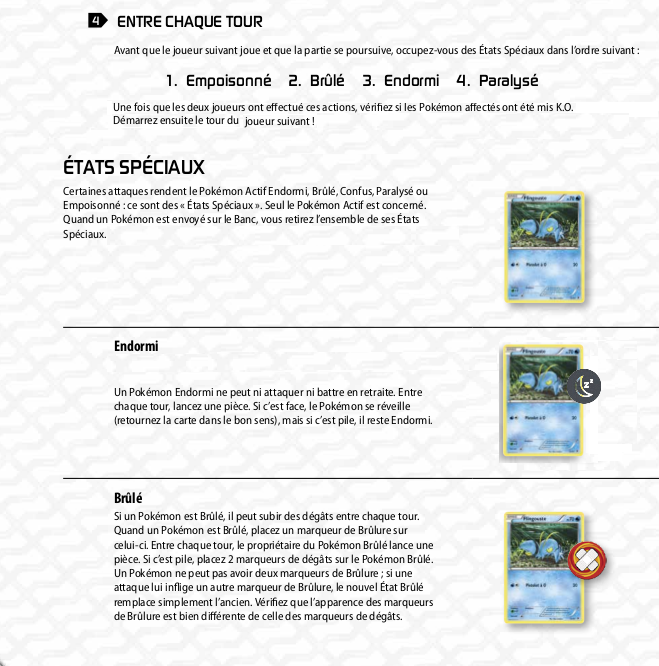 4 ENTRE CHAQUE TOUR
Avant que le joueur suivant joue et que la partie se poursuive, occupez-vous des États Spéciaux dans l'ordre suivant :
1. Empoisonné 2. Brûlé 3. Endormi 4. Paralysé
Une fois que les deux joueurs ont effectué ces actions, vérifiez si les Pokémon affectés ont été mis K.O.
Démarrez ensuite le tour du joueur suivant !
ÉTATS SPÉCIAUX
Certaines attaques rendent le Pokémon Actif Endormi, Brûlé, Confus, Paralysé ou
Empoisonné : ce sont des « États Spéciaux ». Seul le Pokémon Actif est concerné.
Quand un Pokémon est envoyé sur le Banc, vous retirez l'ensemble de ses États
Spéciaux.
Endormi
Un Pokémon Endormi ne peut ni attaquer ni battre en retraite. Entre
chaque tour, lancez une pièce. Si c'est face, le Pokémon se réveille
(retournez la carte dans le bon sens), mais si c'est pile, il reste Endormi.
Brûlé
Si un Pokémon est Brûlé, il peut subir des dégâts entre chaque tour.
Quand un Pokémon est Brûlé, placez un marqueur de Brûlure sur
celui-ci. Entre chaque tour, le propriétaire du Pokémon Brûlé lance une
pièce. Si c'est pile, placez 2 marqueurs de dégâts sur le Pokémon Brûlé.
Un Pokémon ne peut pas avoir deux marqueurs de Brûlure ; si une
attaque lui inflige un autre marqueur de Brûlure, le nouvel État Brûlé
remplace simplement l'ancien. Vérifiez que l'apparence des marqueurs
de Brûlure est bien différente de celle des marqueurs de dégâts.